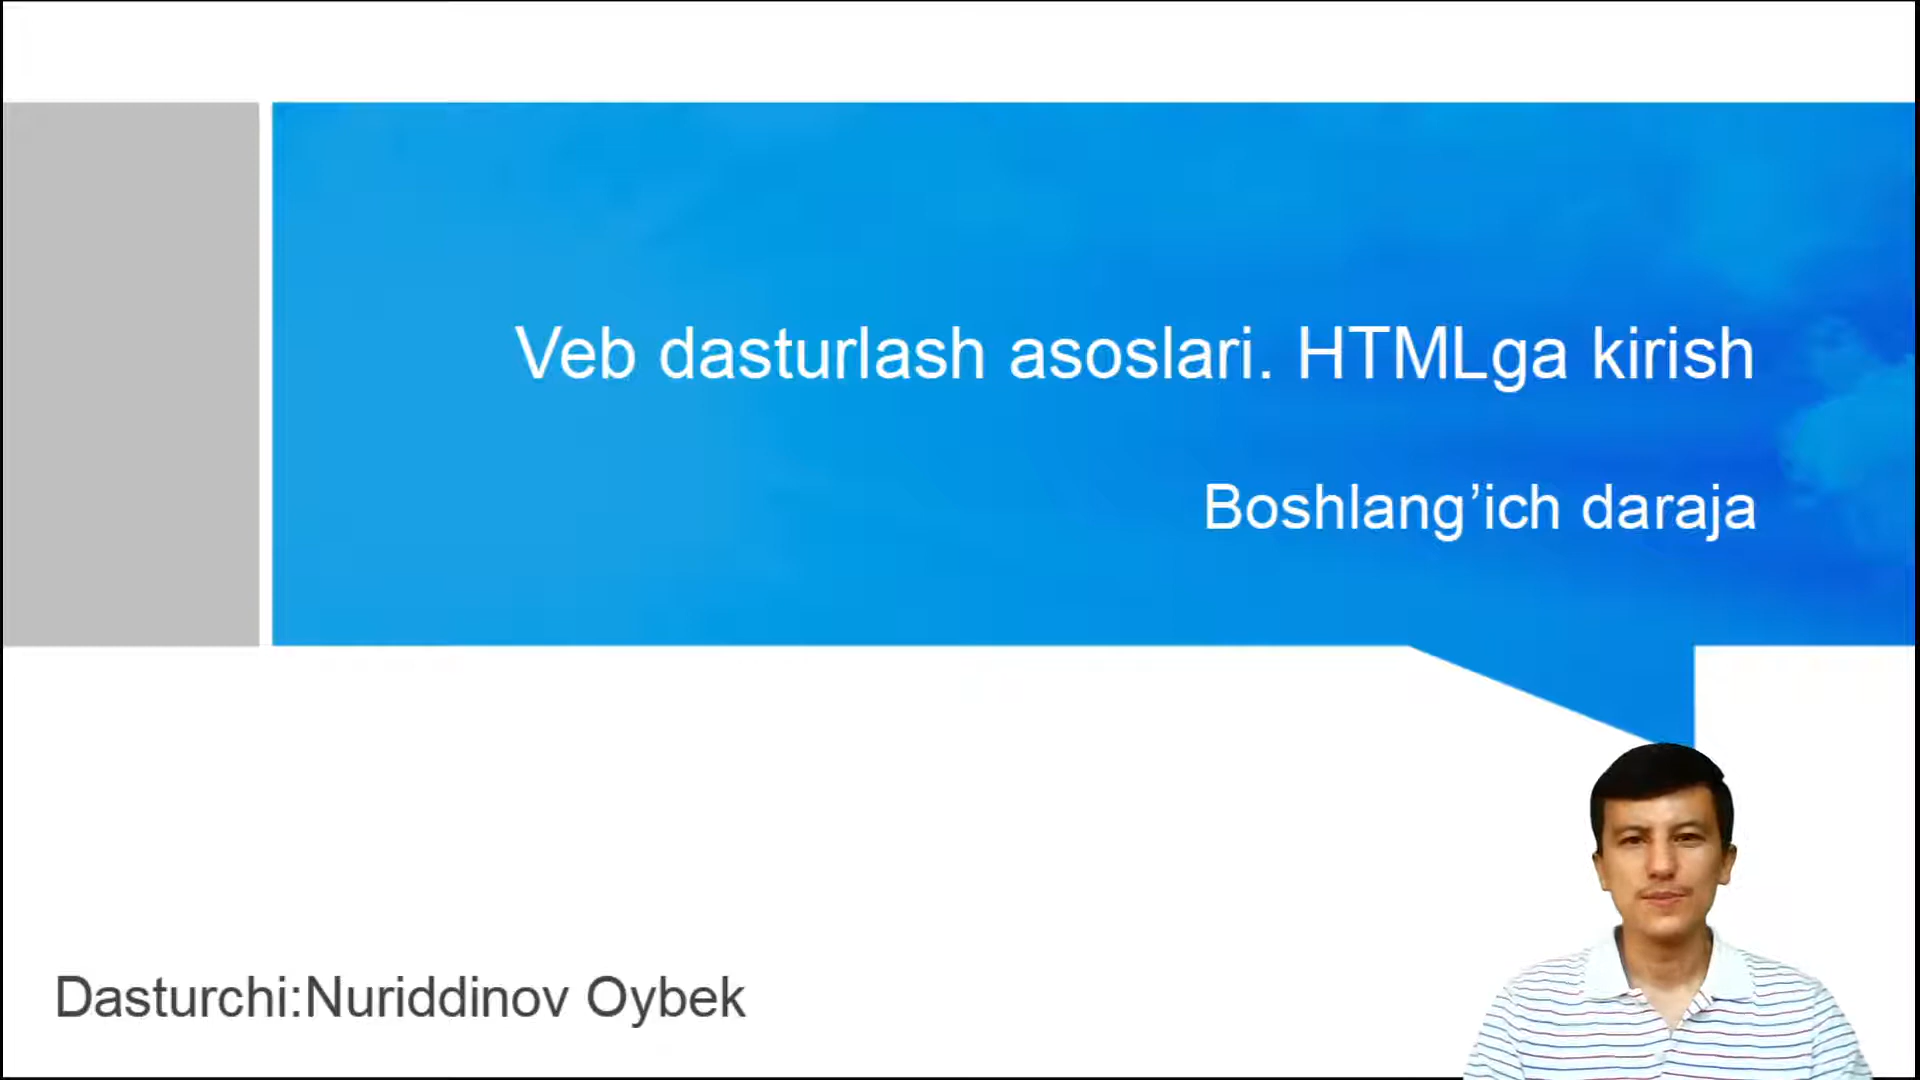 Veb dasturlash asoslari. HTMLga kirish
Boshlang’ich daraja
Dasturchi:Nuriddinov Oybek